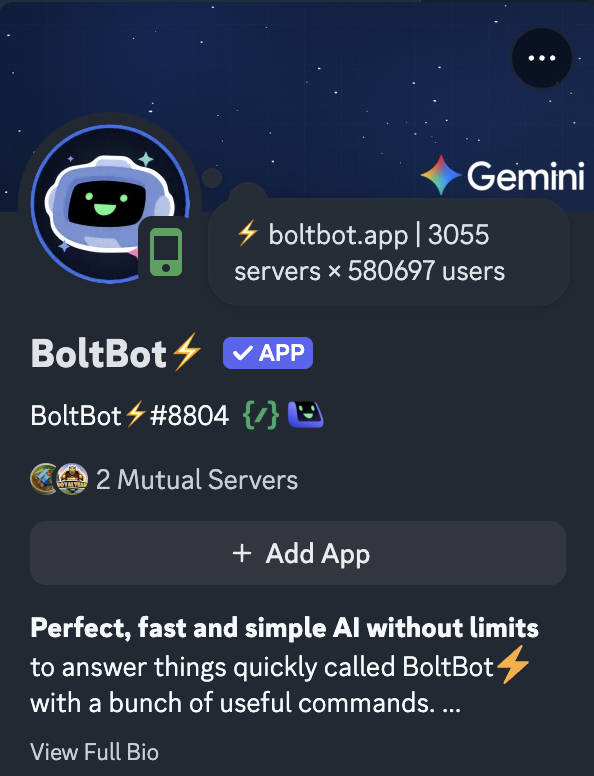 Gemini
⚡ boltbot.app | 3055
servers × 580697 users
BoltBot⚡ ✓ APP
BoltBot⚡#8804 {/}
2 Mutual Servers
+ Add App
Perfect, fast and simple AI without limits
to answer things quickly called BoltBot⚡
with a bunch of useful commands. ...
View Full Bio